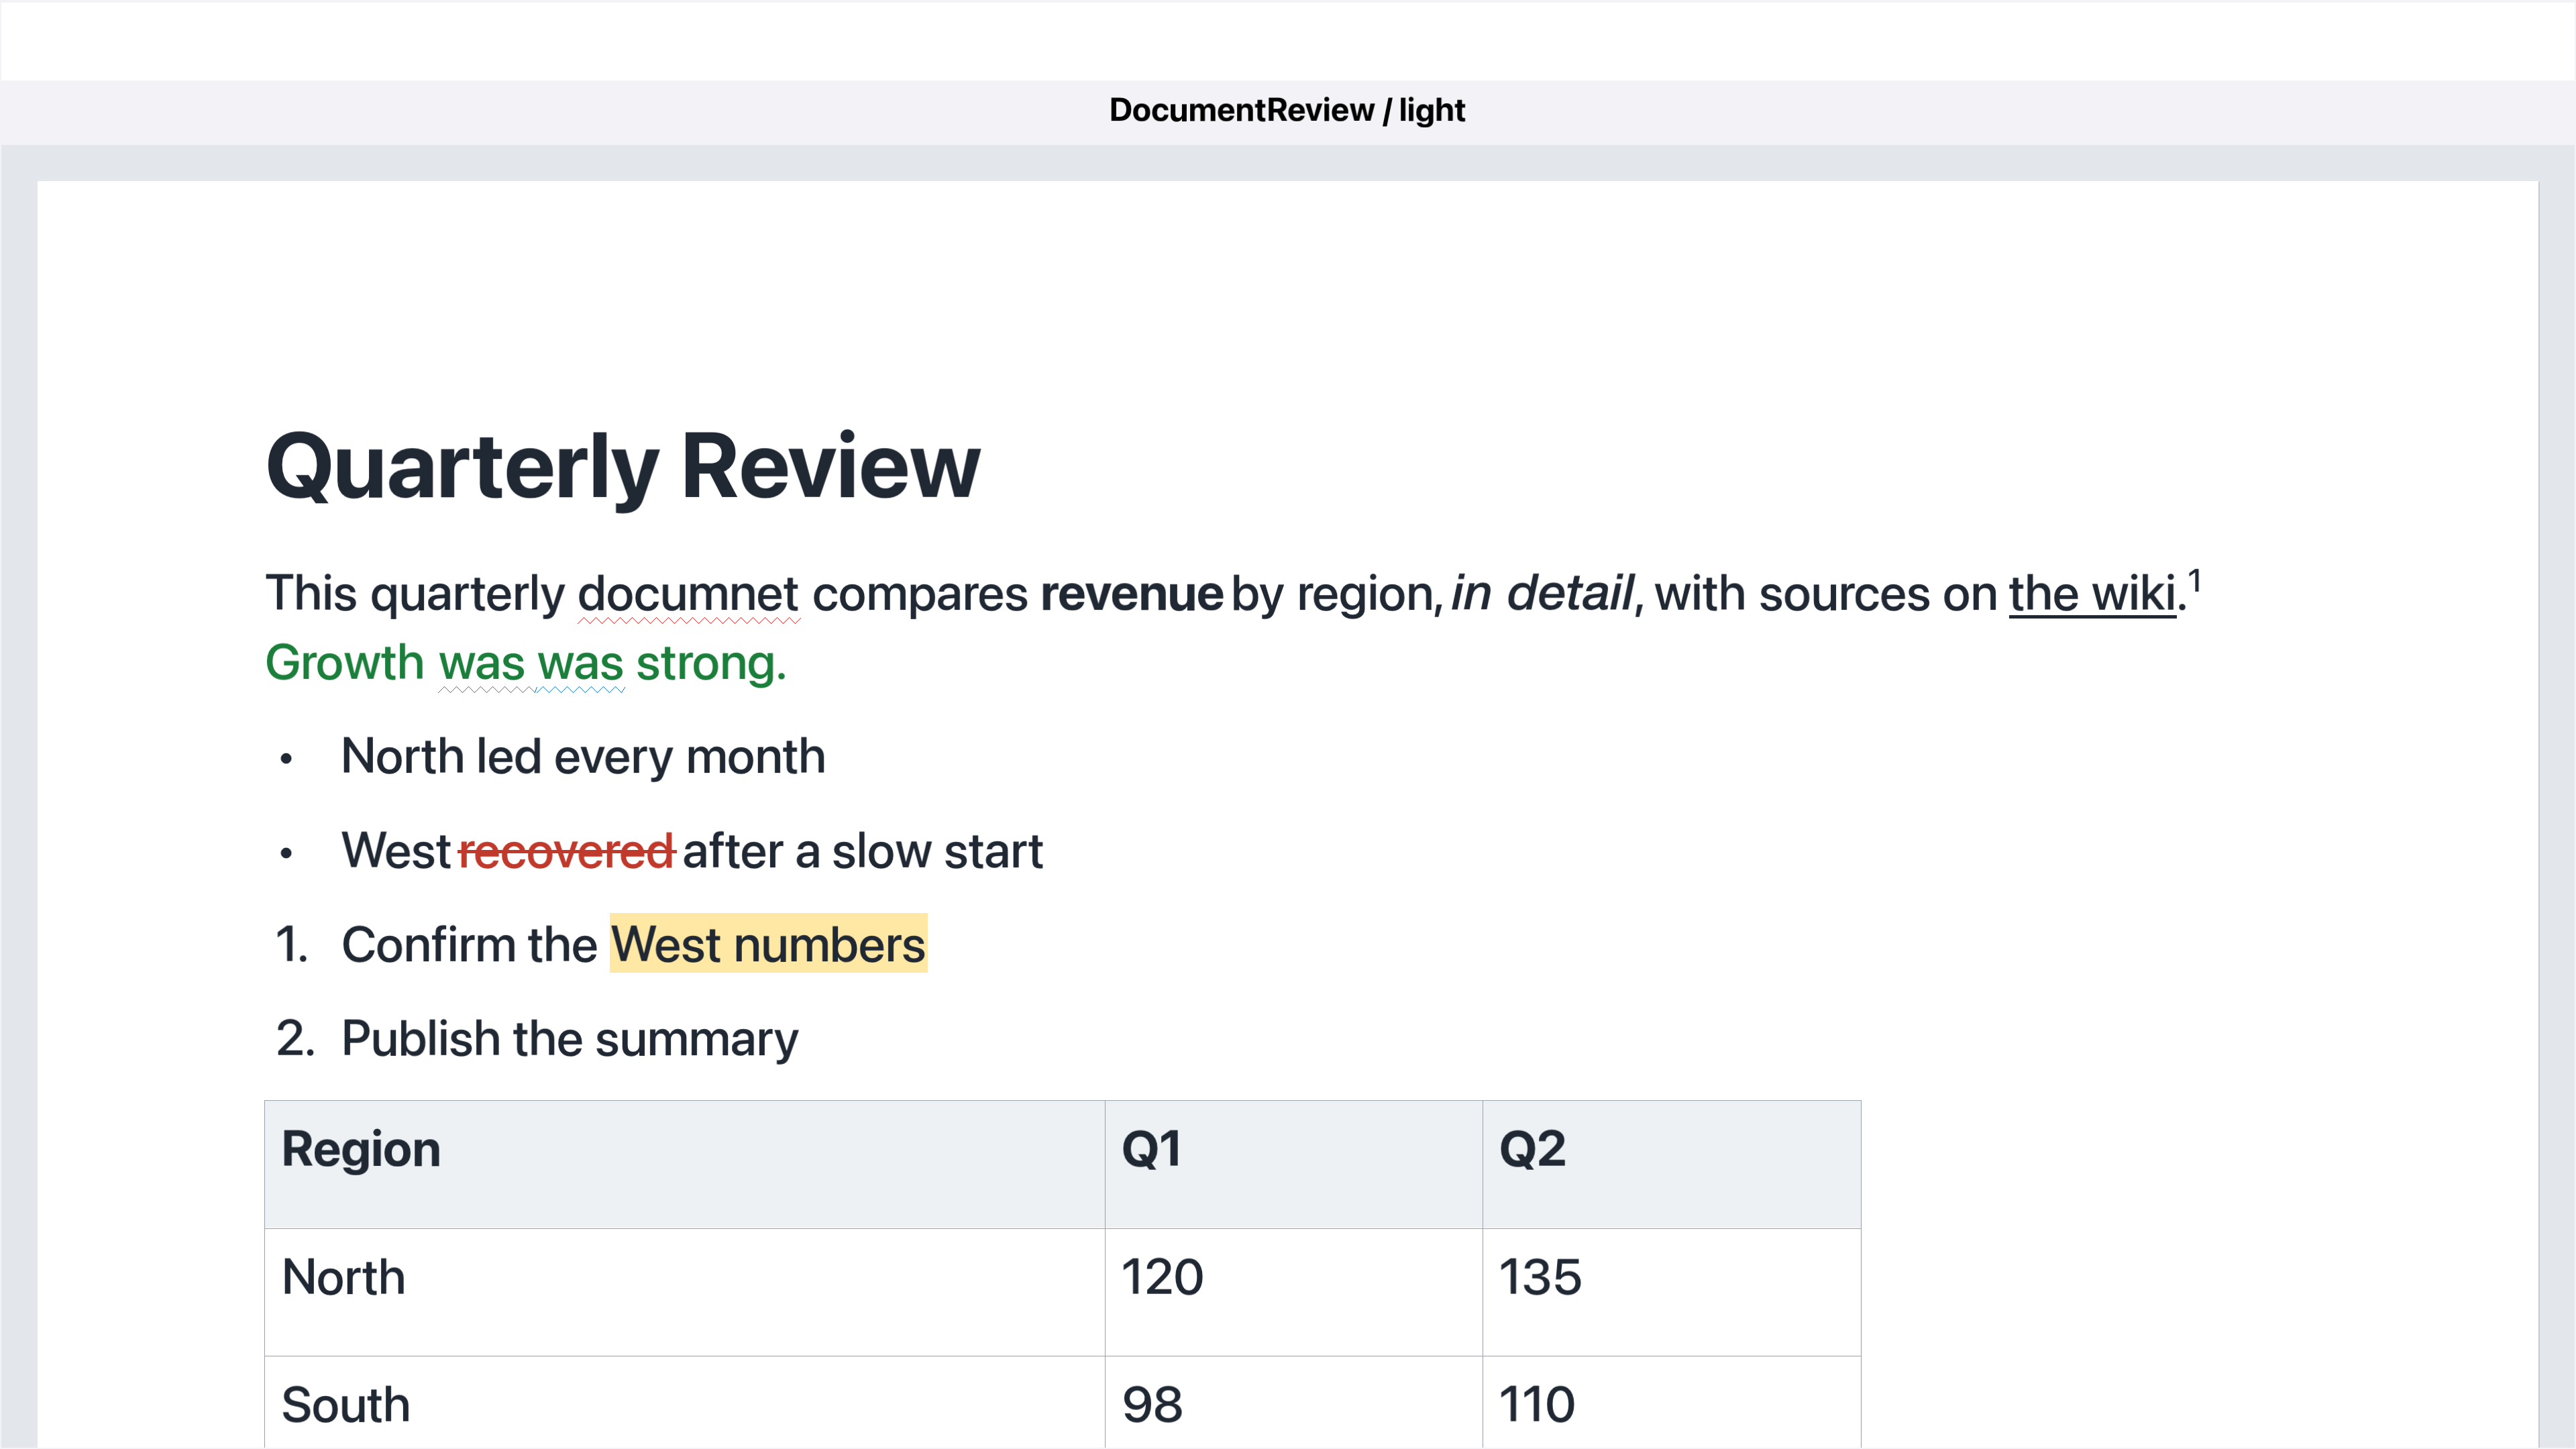 DocumentReview / light
Quarterly Review
This quarterly documnet compares revenue by region, in detail, with sources on the wiki.¹
Growth was was strong.
• North led every month
• West recovered after a slow start
1. Confirm the West numbers
2. Publish the summary
Region Q1 Q2
North 120 135
South 98 110